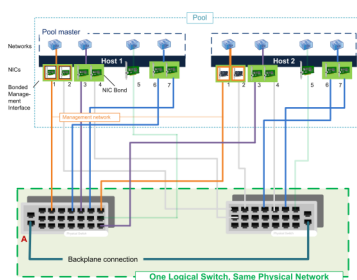 Pool
Pool master
Networks
Host 1
Host 2
NICs
Bonded
Manage-
ment
Interface
1 2 3 4 5 6 7
1 2 3 4 5 6 7
NIC Bond
Management network
A
Backplane connection
One Logical Switch, Same Physical Network